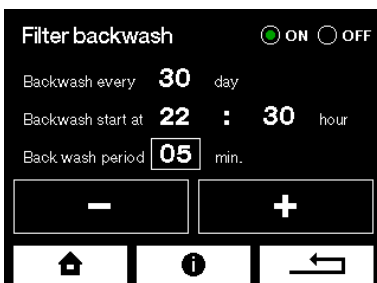 Filter backwash ON OFF
Backwash every 30 day
Backwash start at 22 : 30 hour
Back wash period 05 min.
− +
i